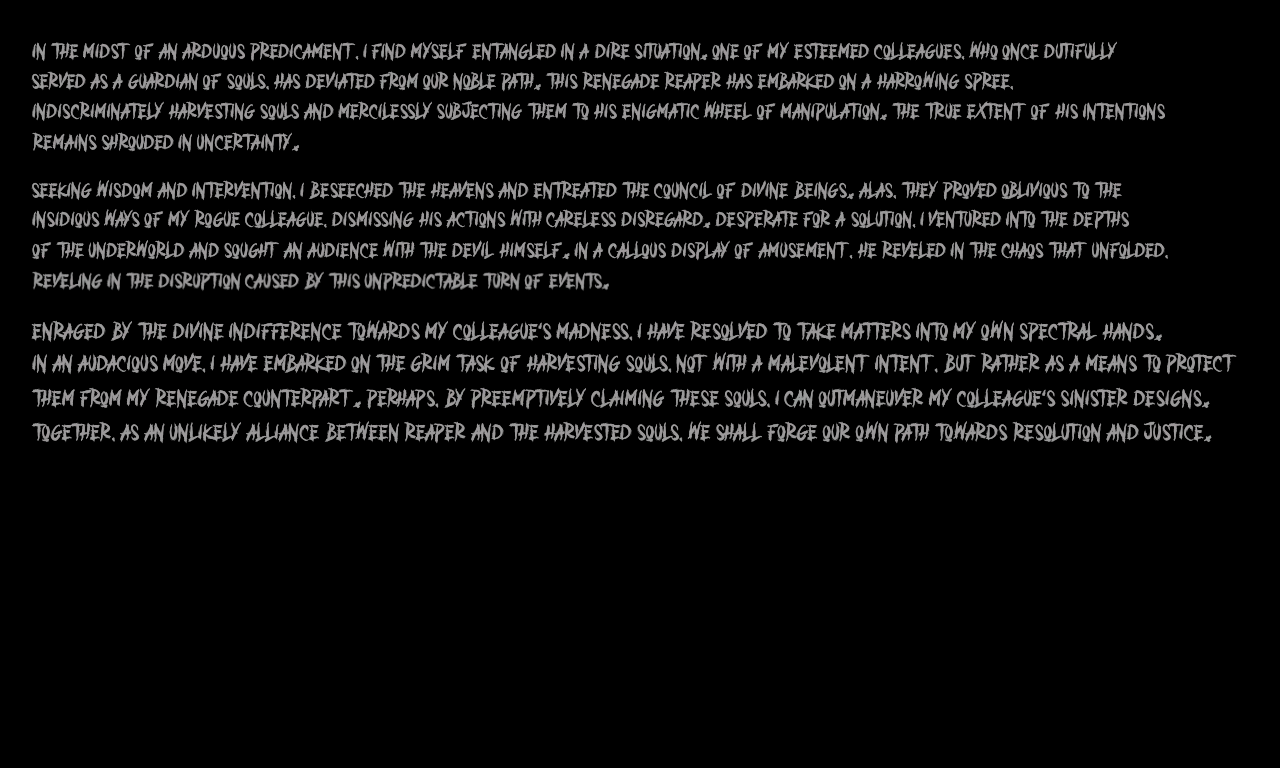 IN THE MIDST OF AN ARDUOUS PREDICAMENT, I FIND MYSELF ENTANGLED IN A DIRE SITUATION. ONE OF MY ESTEEMED COLLEAGUES, WHO ONCE DUTIFULLY
SERVED AS A GUARDIAN OF SOULS, HAS DEVIATED FROM OUR NOBLE PATH. THIS RENEGADE REAPER HAS EMBARKED ON A HARROWING SPREE,
INDISCRIMINATELY HARVESTING SOULS AND MERCILESSLY SUBJECTING THEM TO HIS ENIGMATIC WHEEL OF MANIPULATION. THE TRUE EXTENT OF HIS INTENTIONS
REMAINS SHROUDED IN UNCERTAINTY.
SEEKING WISDOM AND INTERVENTION, I BESEECHED THE HEAVENS AND ENTREATED THE COUNCIL OF DIVINE BEINGS. ALAS, THEY PROVED OBLIVIOUS TO THE
INSIDIOUS WAYS OF MY ROGUE COLLEAGUE, DISMISSING HIS ACTIONS WITH CARELESS DISREGARD. DESPERATE FOR A SOLUTION, I VENTURED INTO THE DEPTHS
OF THE UNDERWORLD AND SOUGHT AN AUDIENCE WITH THE DEVIL HIMSELF. IN A CALLOUS DISPLAY OF AMUSEMENT, HE REVELED IN THE CHAOS THAT UNFOLDED,
REVELING IN THE DISRUPTION CAUSED BY THIS UNPREDICTABLE TURN OF EVENTS.
ENRAGED BY THE DIVINE INDIFFERENCE TOWARDS MY COLLEAGUE'S MADNESS, I HAVE RESOLVED TO TAKE MATTERS INTO MY OWN SPECTRAL HANDS.
IN AN AUDACIOUS MOVE, I HAVE EMBARKED ON THE GRIM TASK OF HARVESTING SOULS, NOT WITH A MALEVOLENT INTENT, BUT RATHER AS A MEANS TO PROTECT
THEM FROM MY RENEGADE COUNTERPART. PERHAPS, BY PREEMPTIVELY CLAIMING THESE SOULS, I CAN OUTMANEUVER MY COLLEAGUE'S SINISTER DESIGNS.
TOGETHER, AS AN UNLIKELY ALLIANCE BETWEEN REAPER AND THE HARVESTED SOULS, WE SHALL FORGE OUR OWN PATH TOWARDS RESOLUTION AND JUSTICE.